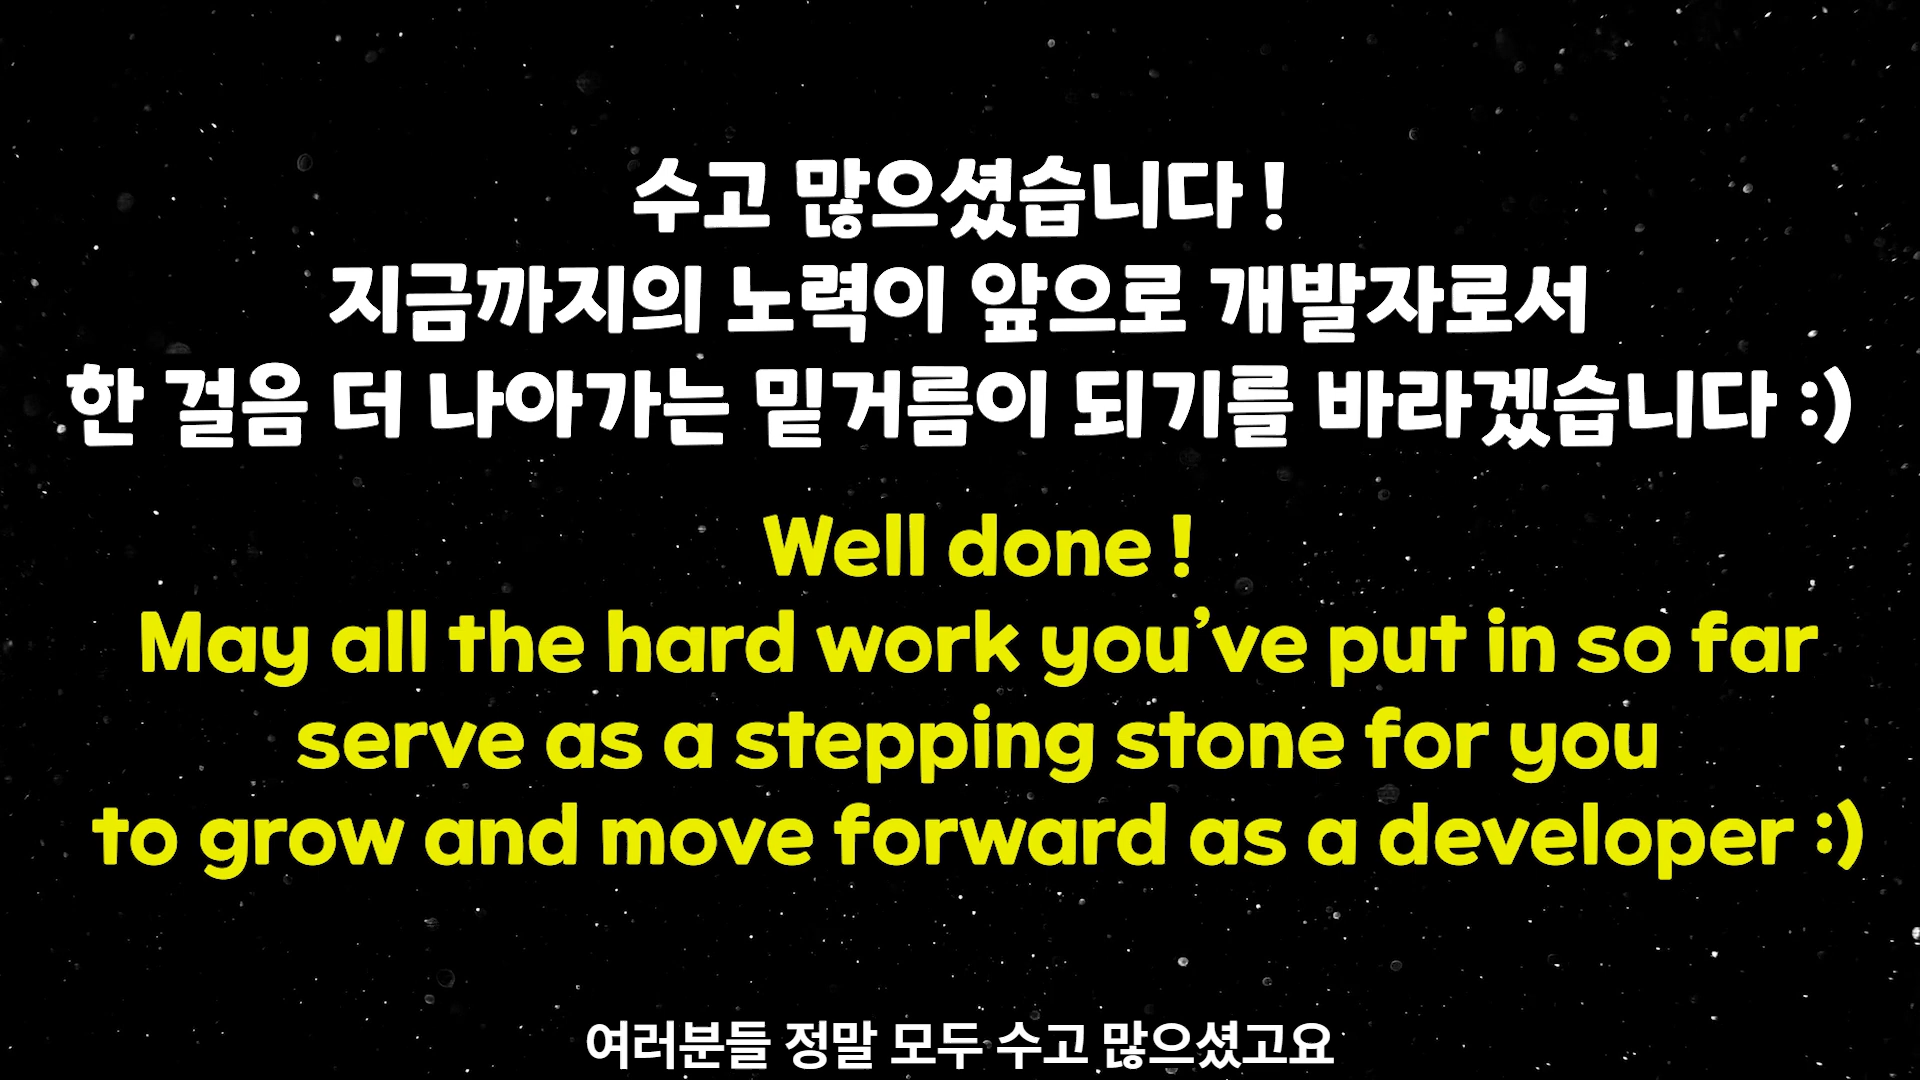 수고 많으셨습니다 !
지금까지의 노력이 앞으로 개발자로서
한 걸음 더 나아가는 밑거름이 되기를 바라겠습니다 :)
Well done !
May all the hard work you’ve put in so far
serve as a stepping stone for you
to grow and move forward as a developer :)
여러분들 정말 모두 수고 많으셨고요